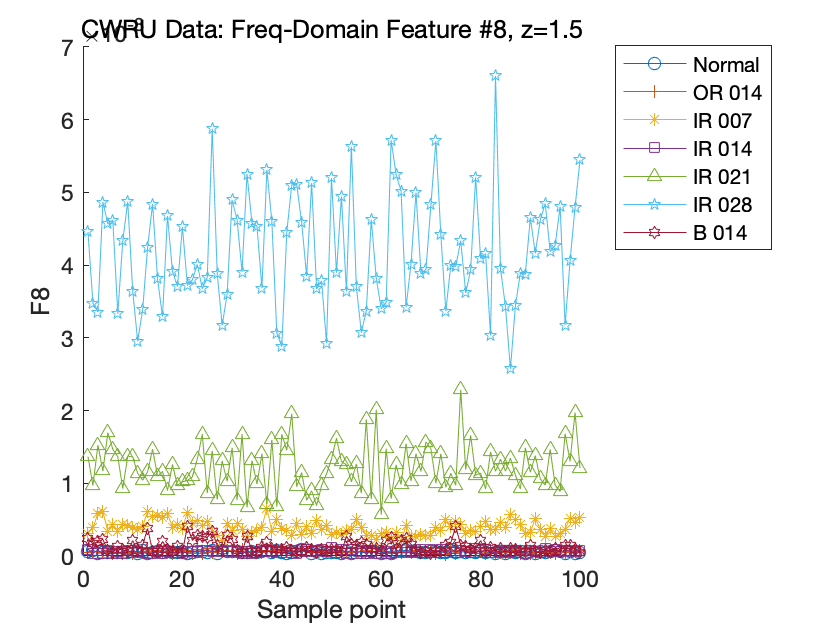 CWRU Data: Freq-Domain Feature #8, z=1.5
7
6
5
4
3
2
1
0
F8
0 20 40 60 80 100
Sample point
Normal
OR 014
IR 007
IR 014
IR 021
IR 028
B 014